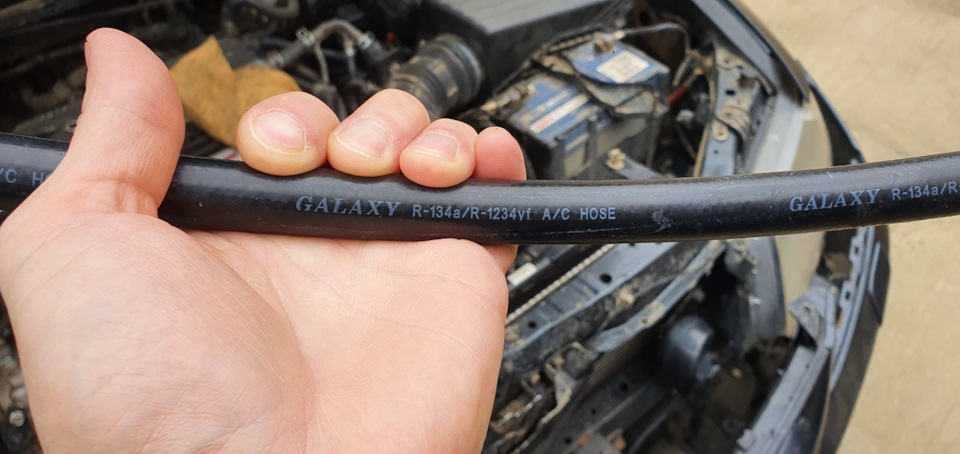 /C H
GALAXY R-134a/R-1234yf A/C HOSE
GALAXY R-134a/R-